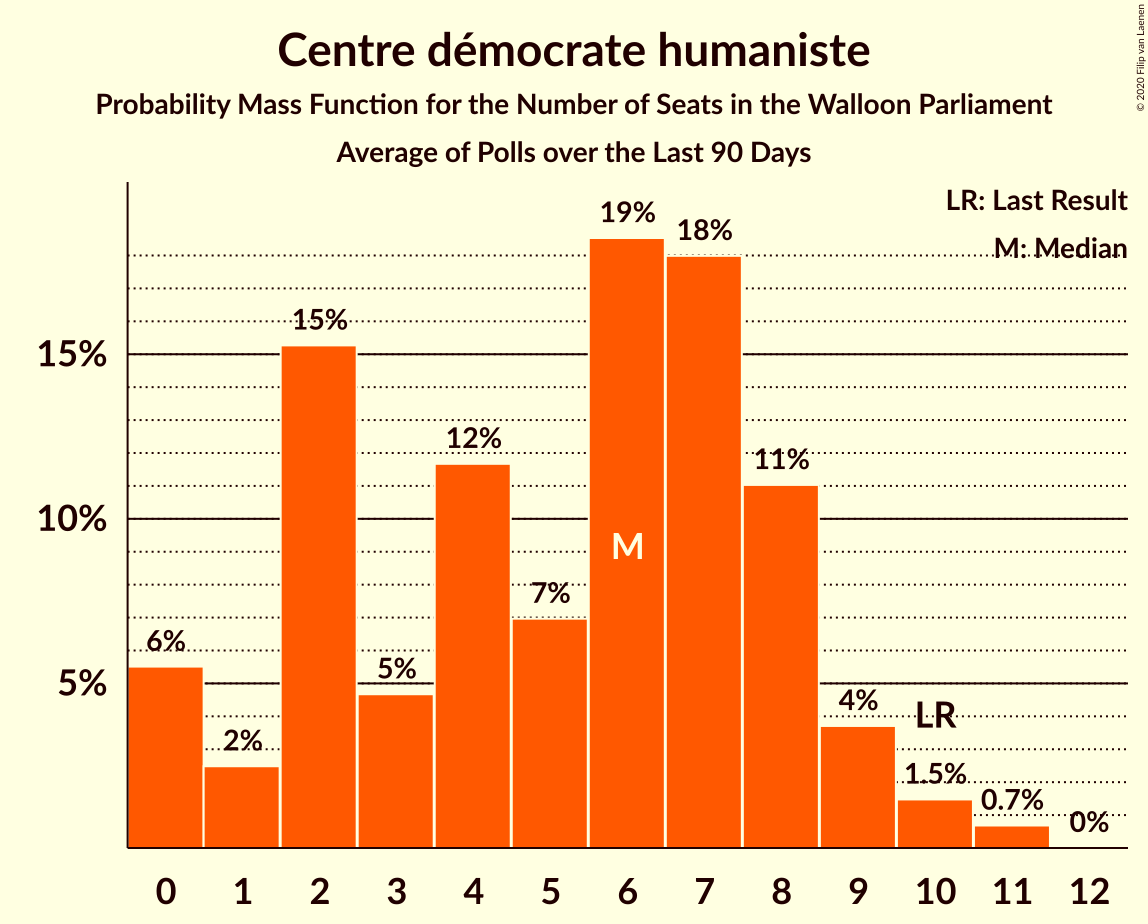 Centre démocrate humaniste
Probability Mass Function for the Number of Seats in the Walloon Parliament
Average of Polls over the Last 90 Days
© 2020 Filip van Laenen
LR: Last Result
M: Median
19%
18%
15%
15%
12%
11%
10%
M
7%
6%
5%
5%
4%
LR
2%
1.5%
0.7%
0%
0 1 2 3 4 5 6 7 8 9 10 11 12